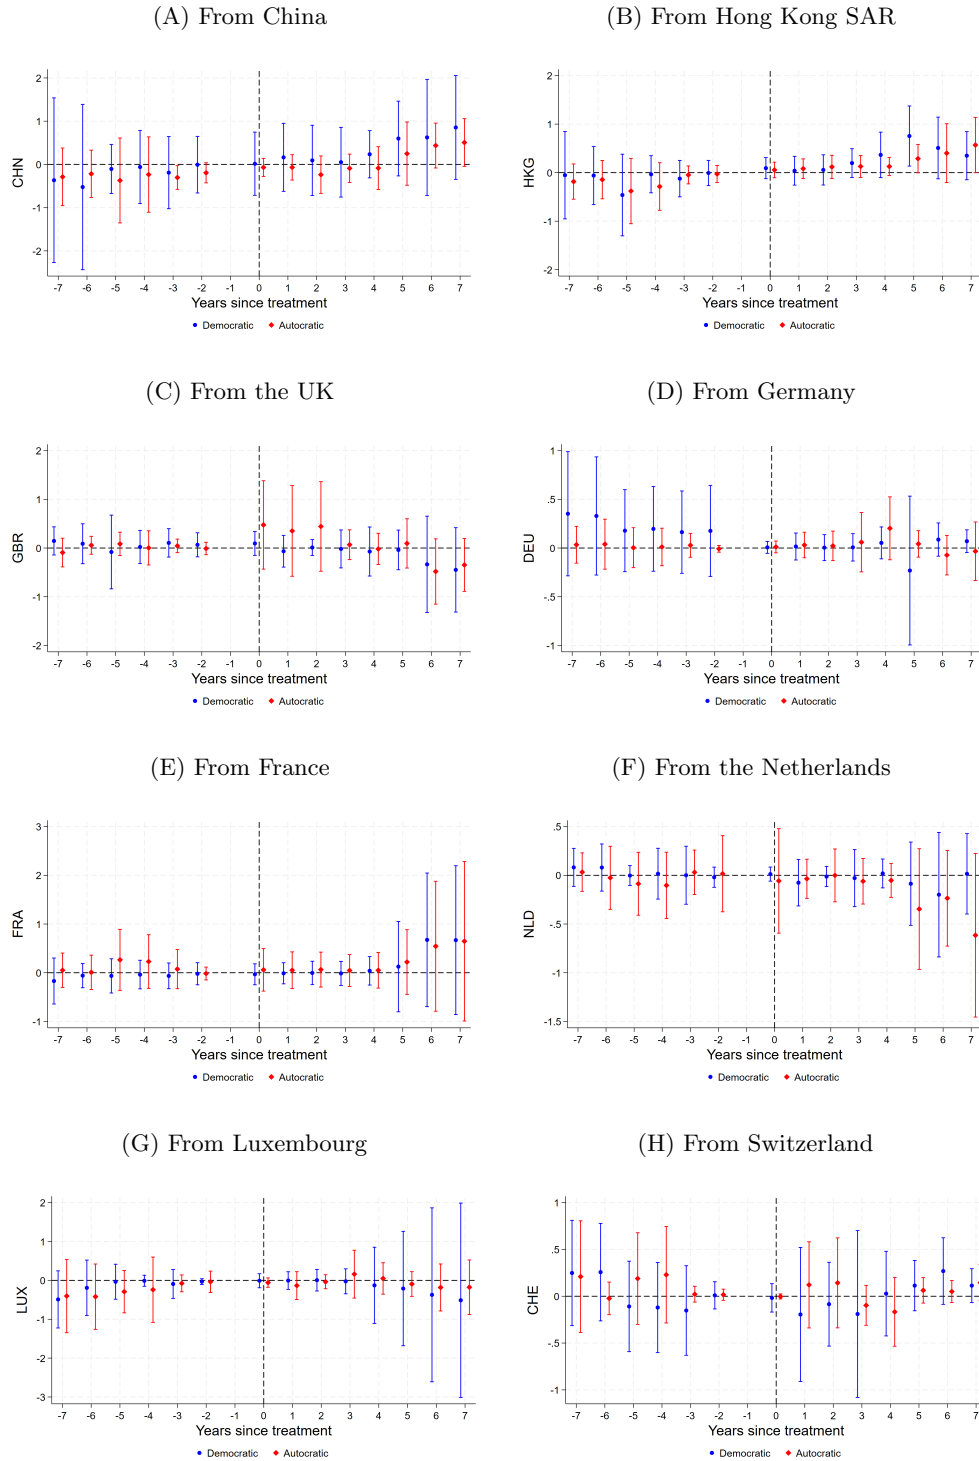 (A) From China
(B) From Hong Kong SAR
2
1
0
-1
-2
CHN
-7 -6 -5 -4 -3 -2 -1 0 1 2 3 4 5 6 7
Years since treatment
Democratic Autocratic
2
1
0
-1
-2
HKG
-7 -6 -5 -4 -3 -2 -1 0 1 2 3 4 5 6 7
Years since treatment
Democratic Autocratic
(C) From the UK
(D) From Germany
2
1
0
-1
-2
GBR
-7 -6 -5 -4 -3 -2 -1 0 1 2 3 4 5 6 7
Years since treatment
Democratic Autocratic
1
.5
0
-.5
-1
DEU
-7 -6 -5 -4 -3 -2 -1 0 1 2 3 4 5 6 7
Years since treatment
Democratic Autocratic
(E) From France
(F) From the Netherlands
3
2
1
0
-1
FRA
-7 -6 -5 -4 -3 -2 -1 0 1 2 3 4 5 6 7
Years since treatment
Democratic Autocratic
.5
0
-.5
-1
-1.5
NLD
-7 -6 -5 -4 -3 -2 -1 0 1 2 3 4 5 6 7
Years since treatment
Democratic Autocratic
(G) From Luxembourg
(H) From Switzerland
2
1
0
-1
-2
-3
LUX
-7 -6 -5 -4 -3 -2 -1 0 1 2 3 4 5 6 7
Years since treatment
Democratic Autocratic
1
.5
0
-.5
-1
CHE
-7 -6 -5 -4 -3 -2 -1 0 1 2 3 4 5 6 7
Years since treatment
Democratic Autocratic